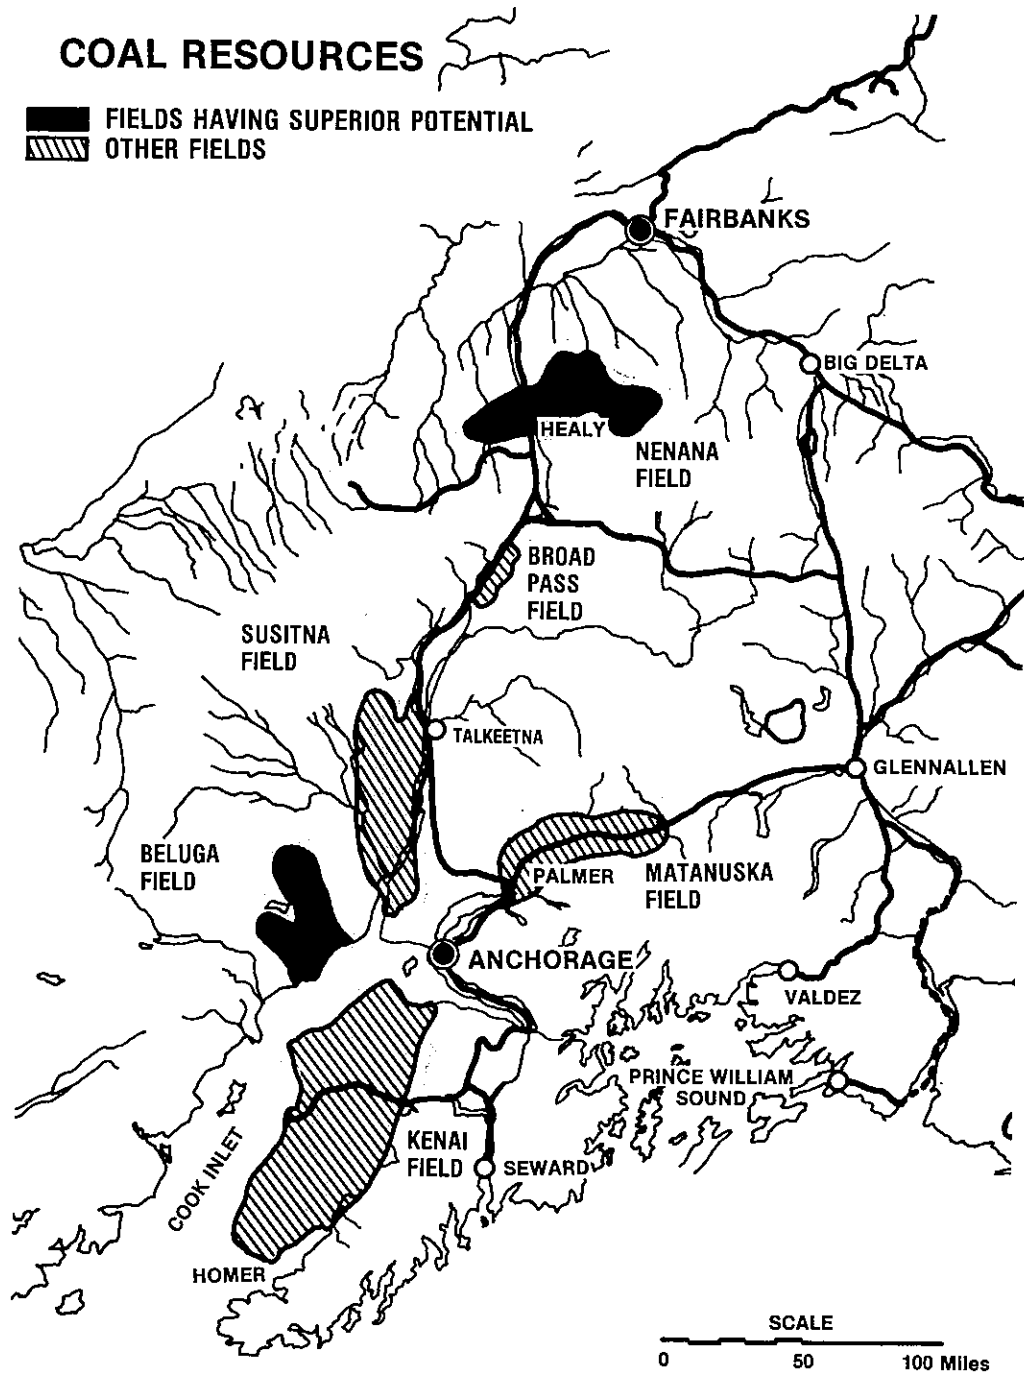 COAL RESOURCES
FIELDS HAVING SUPERIOR POTENTIAL
OTHER FIELDS
FAIRBANKS
BIG DELTA
HEALY
NENANA
FIELD
BROAD
PASS
FIELD
SUSITNA
FIELD
TALKEETNA
GLENNALLEN
BELUGA
FIELD
PALMER
MATANUSKA
FIELD
ANCHORAGE
VALDEZ
PRINCE WILLIAM
SOUND
KENAI
FIELD
SEWARD
COOK INLET
HOMER
SCALE
0 50 100 Miles